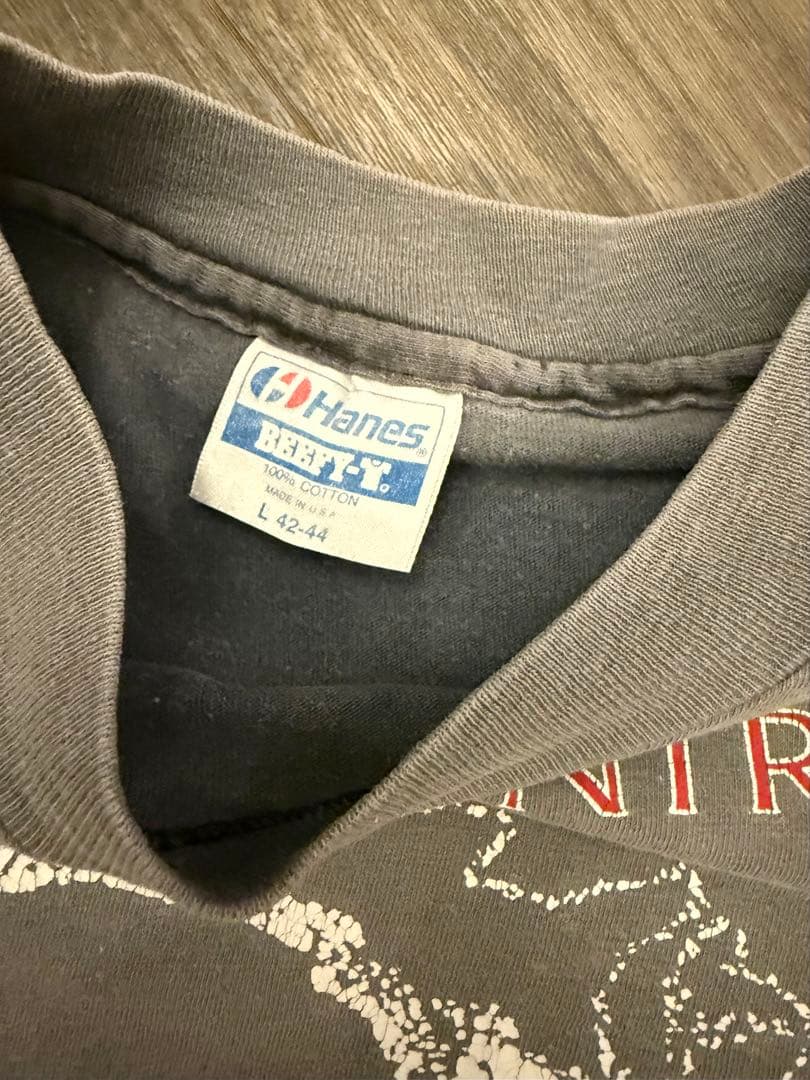 Hanes®
BEEFY-T®
100% COTTON
MADE IN U.S.A.
L 42-44
NIR